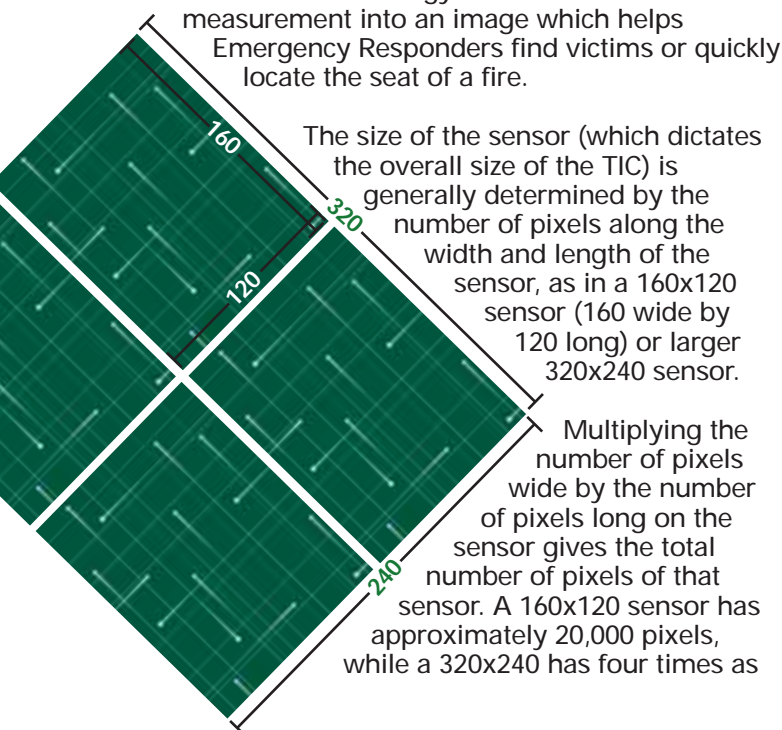 measurement into an image which helps
Emergency Responders find victims or quickly
locate the seat of a fire.
The size of the sensor (which dictates
the overall size of the TIC) is
generally determined by the
number of pixels along the
width and length of the
sensor, as in a 160x120
sensor (160 wide by
120 long) or larger
320x240 sensor.
Multiplying the
number of pixels
wide by the number
of pixels long on the
sensor gives the total
number of pixels of that
sensor. A 160x120 sensor has
approximately 20,000 pixels,
while a 320x240 has four times as
160
320
120
240